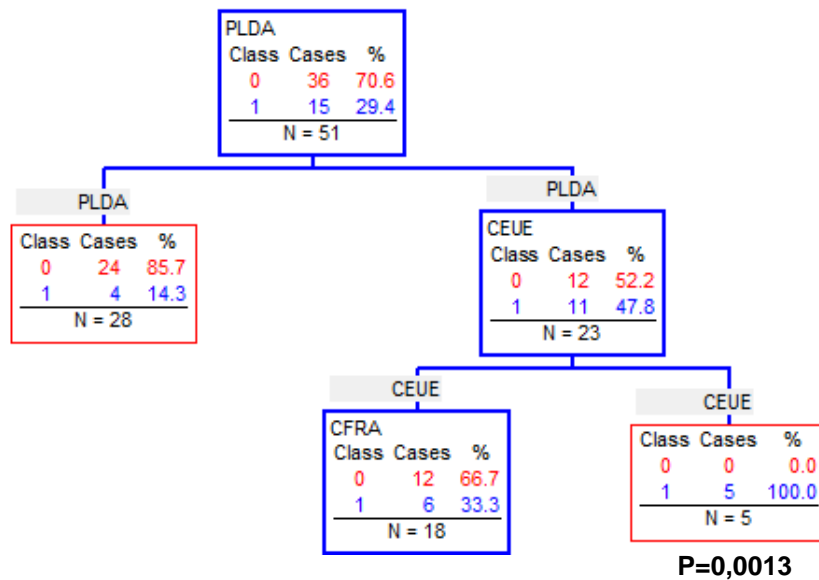 PLDA
Class Cases %
0 36 70.6
1 15 29.4
N = 51
PLDA
Class Cases %
0 24 85.7
1 4 14.3
N = 28
PLDA
CEUE
Class Cases %
0 12 52.2
1 11 47.8
N = 23
CEUE
CFRA
Class Cases %
0 12 66.7
1 6 33.3
N = 18
CEUE
Class Cases %
0 0 0.0
1 5 100.0
N = 5
P=0,0013